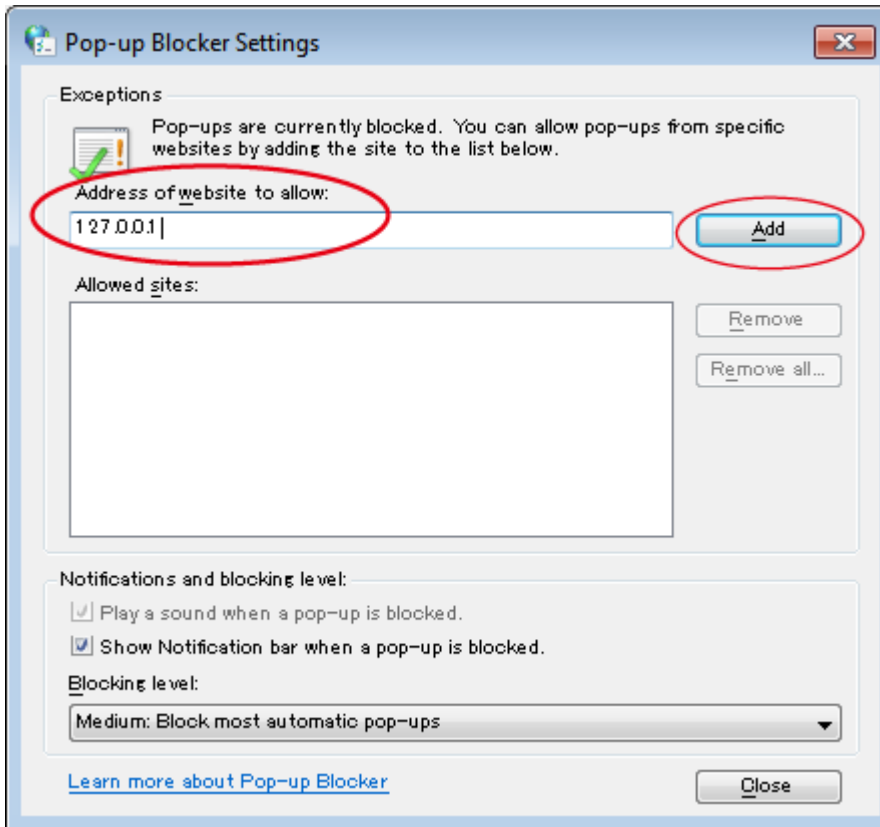 Pop-up Blocker Settings
Exceptions
Pop-ups are currently blocked. You can allow pop-ups from specific
websites by adding the site to the list below.
Address of website to allow:
127.0.0.1
Add
Allowed sites:
Remove
Remove all...
Notifications and blocking level:
Play a sound when a pop-up is blocked.
Show Notification bar when a pop-up is blocked.
Blocking level:
Medium: Block most automatic pop-ups
Learn more about Pop-up Blocker
Close